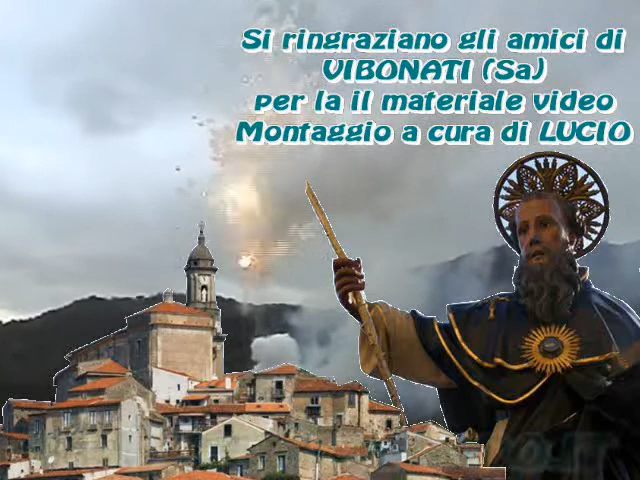 Si ringraziano gli amici di
VIBONATI (Sa)
per la il materiale video
Montaggio a cura di LUCIO